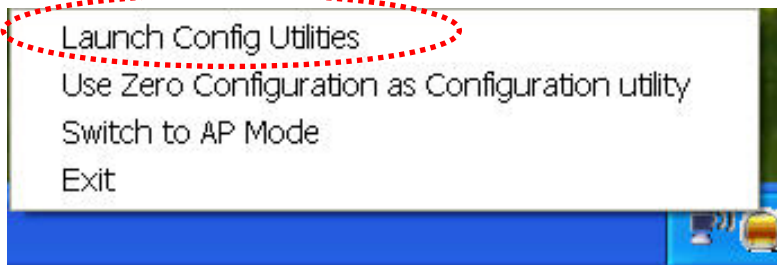 Launch Config Utilities
Use Zero Configuration as Configuration utility
Switch to AP Mode
Exit